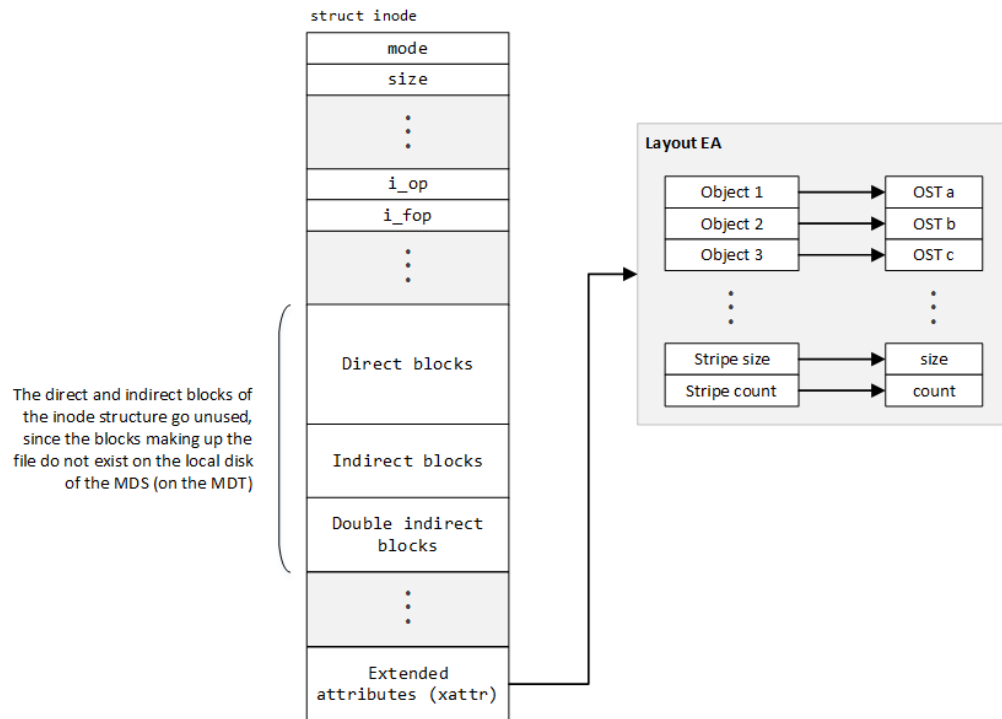 struct inode
mode
size
i_op
i_fop
Direct blocks
Indirect blocks
Double indirect
blocks
Extended
attributes (xattr)
The direct and indirect blocks of
the inode structure go unused,
since the blocks making up the
file do not exist on the local disk
of the MDS (on the MDT)
Layout EA
Object 1 OST a
Object 2 OST b
Object 3 OST c
Stripe size size
Stripe count count